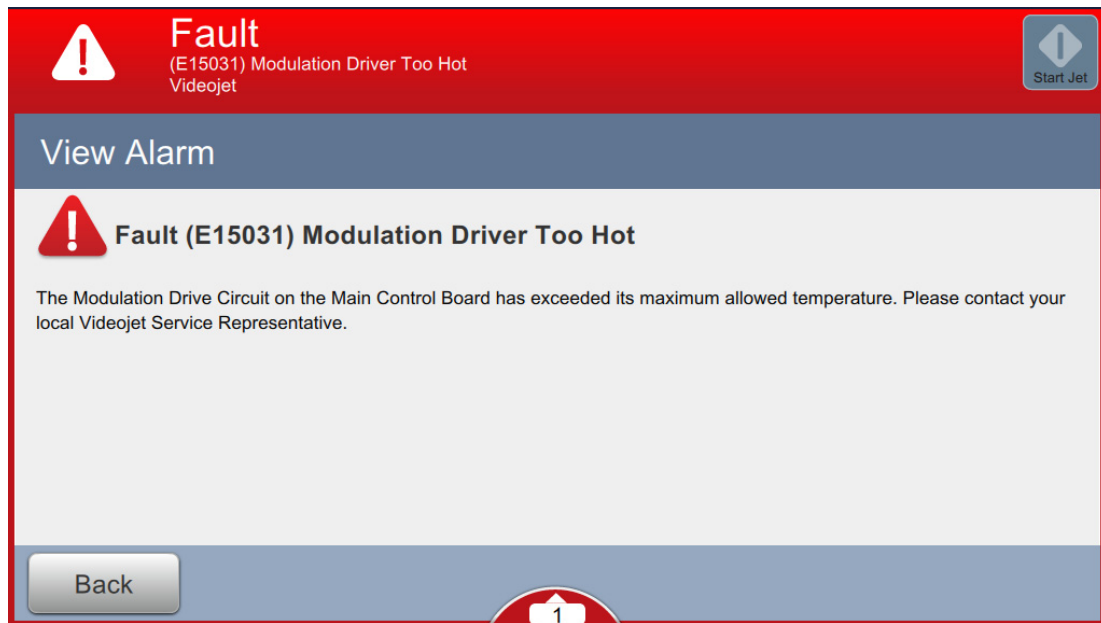 Fault
(E15031) Modulation Driver Too Hot
Videojet
Start Jet
View Alarm
Fault (E15031) Modulation Driver Too Hot
The Modulation Drive Circuit on the Main Control Board has exceeded its maximum allowed temperature. Please contact your
local Videojet Service Representative.
Back
1